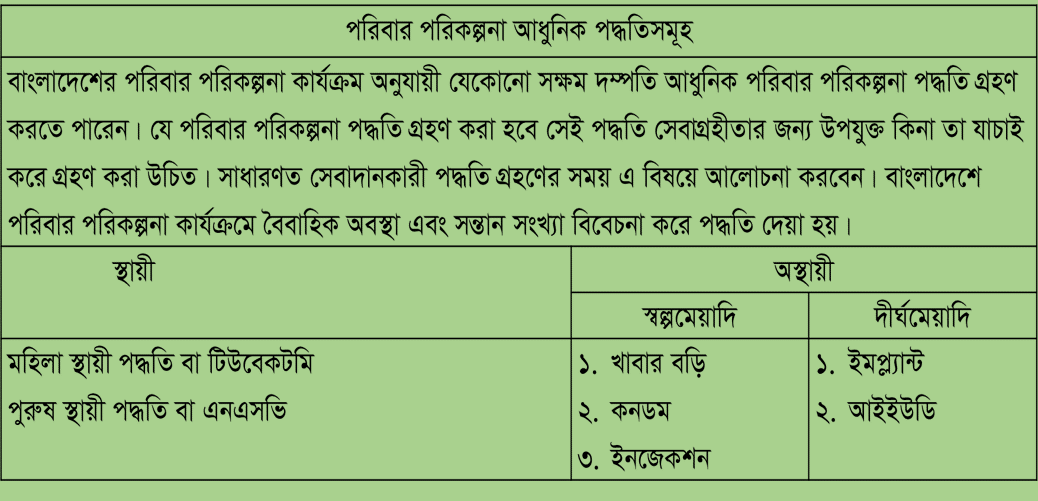 পরিবার পরিকল্পনা আধুনিক পদ্ধতিসমূহ
বাংলাদেশের পরিবার পরিকল্পনা কার্যক্রম অনুযায়ী যেকোনো সক্ষম দম্পতি আধুনিক পরিবার পরিকল্পনা পদ্ধতি গ্রহণ
করতে পারেন। যে পরিবার পরিকল্পনা পদ্ধতি গ্রহণ করা হবে সেই পদ্ধতি সেবাগ্রহীতার জন্য উপযুক্ত কিনা তা যাচাই
করে গ্রহণ করা উচিত। সাধারণত সেবাদানকারী পদ্ধতি গ্রহণের সময় এ বিষয়ে আলোচনা করবেন। বাংলাদেশে
পরিবার পরিকল্পনা কার্যক্রমে বৈবাহিক অবস্থা এবং সন্তান সংখ্যা বিবেচনা করে পদ্ধতি দেয়া হয়।
স্থায়ী
অস্থায়ী
স্বল্পমেয়াদি
দীর্ঘমেয়াদি
মহিলা স্থায়ী পদ্ধতি বা টিউবেকটমি
পুরুষ স্থায়ী পদ্ধতি বা এনএসভি
১. খাবার বড়ি
২. কনডম
৩. ইনজেকশন
১. ইমপ্ল্যান্ট
২. আইইউডি